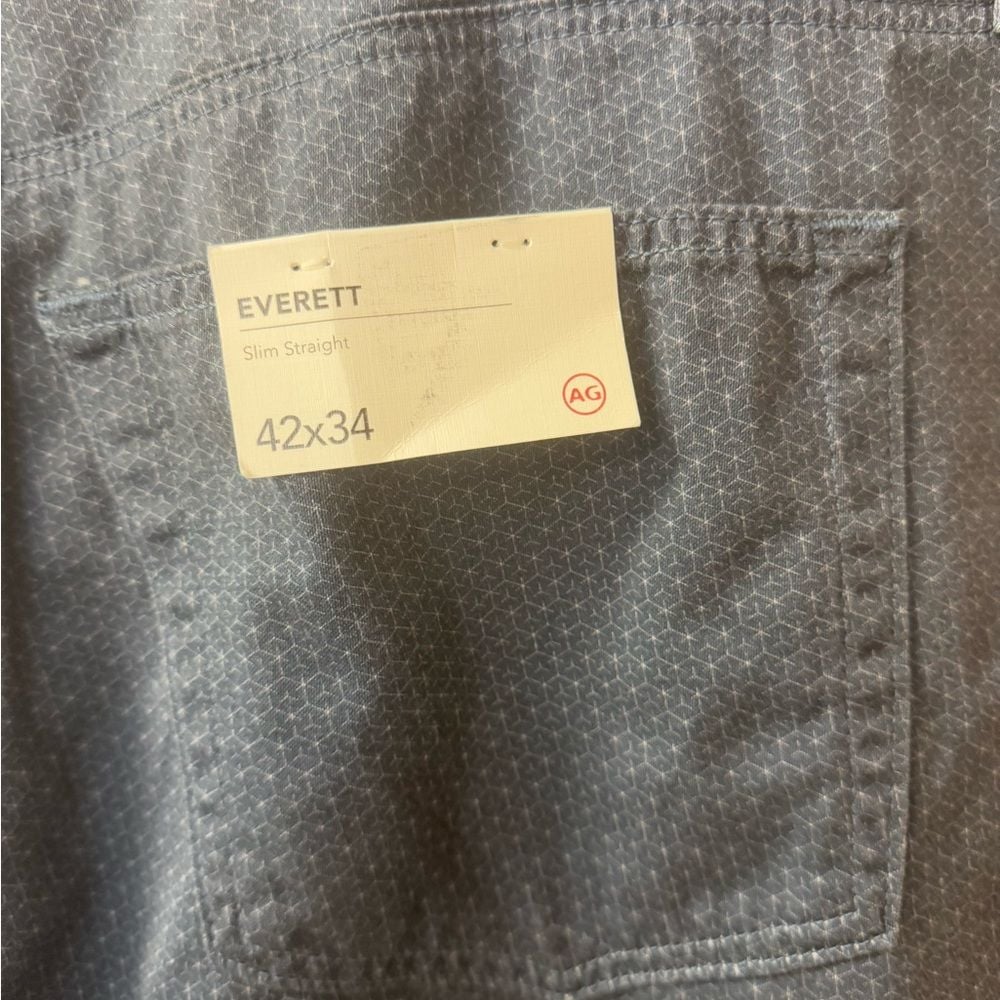 EVERETT
Slim Straight
42x34
AG